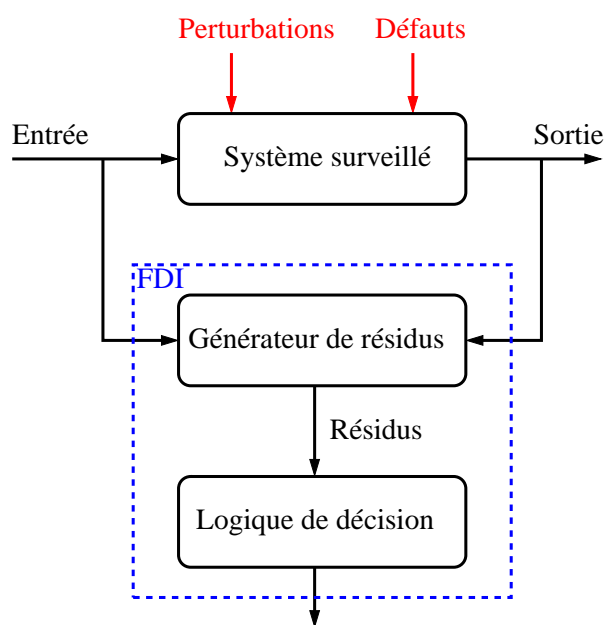 Perturbations Défauts
Entrée
Sortie
Système surveillé
FDI
Générateur de résidus
Résidus
Logique de décision